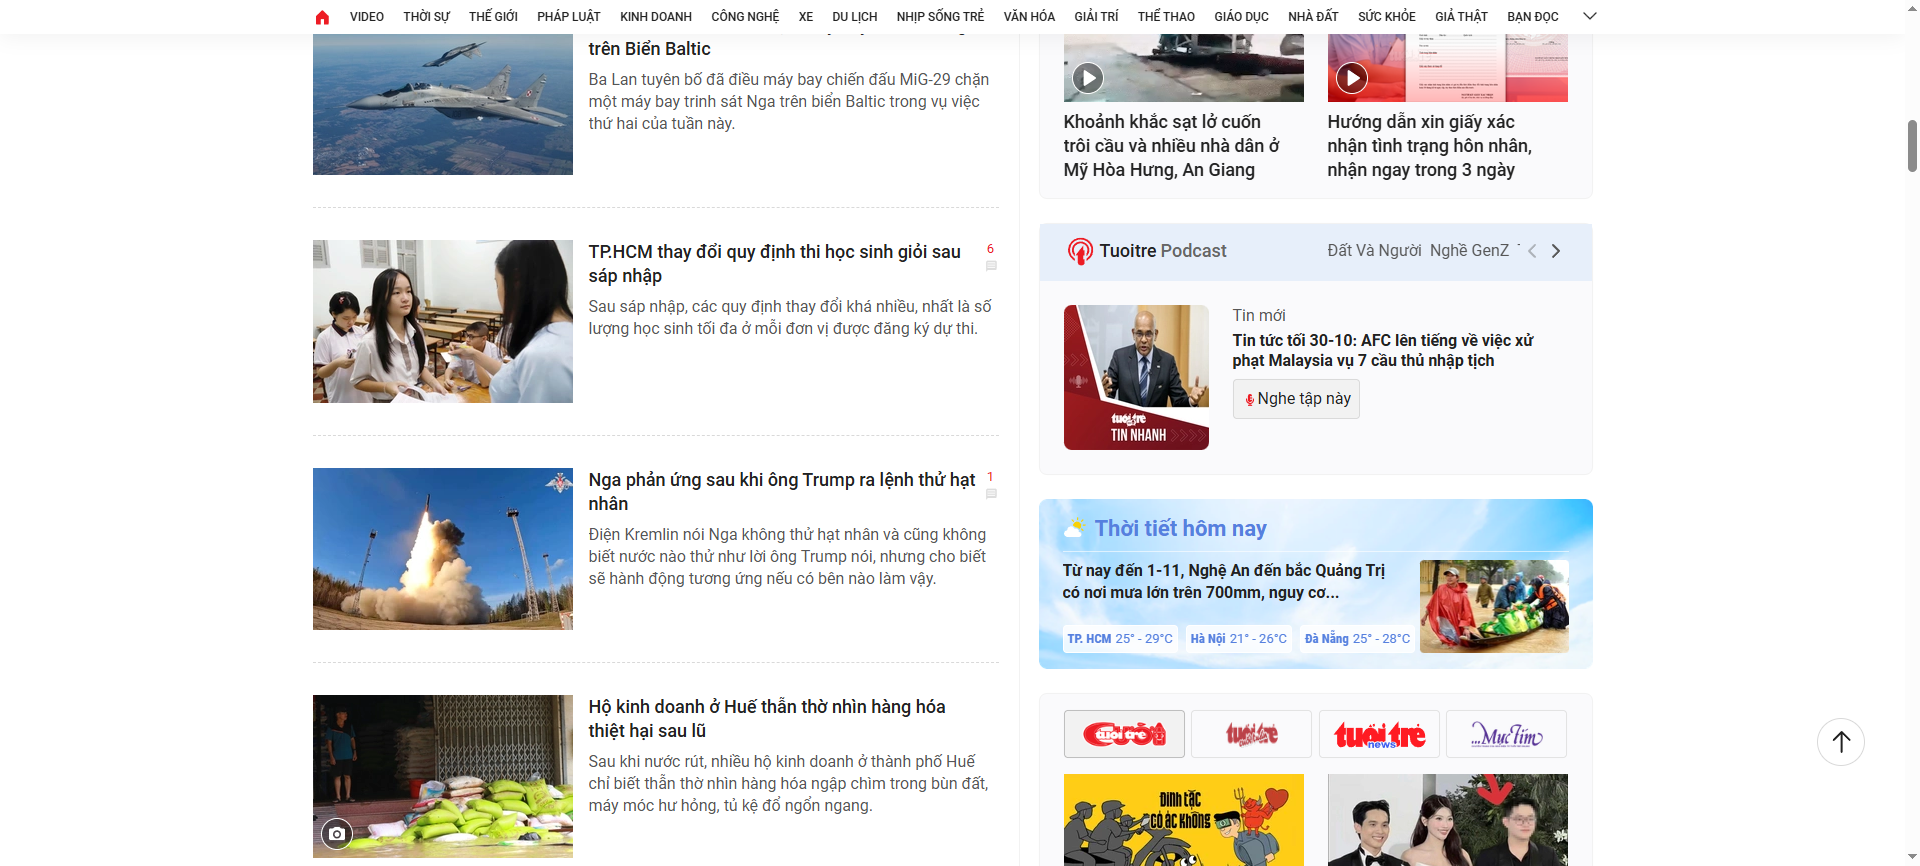 VIDEO THỜI SỰ THẾ GIỚI PHÁP LUẬT KINH DOANH CÔNG NGHỆ XE DU LỊCH NHỊP SỐNG TRẺ VĂN HÓA GIẢI TRÍ THỂ THAO GIÁO DỤC NHÀ ĐẤT SỨC KHỎE GIẢ THẬT BẠN ĐỌC
trên Biển Baltic
Ba Lan tuyên bố đã điều máy bay chiến đấu MiG-29 chặn
một máy bay trinh sát Nga trên biển Baltic trong vụ việc
thứ hai của tuần này.
TP.HCM thay đổi quy định thi học sinh giỏi sau
sáp nhập
6
Sau sáp nhập, các quy định thay đổi khá nhiều, nhất là số
lượng học sinh tối đa ở mỗi đơn vị được đăng ký dự thi.
Nga phản ứng sau khi ông Trump ra lệnh thử hạt
nhân
1
Điện Kremlin nói Nga không thử hạt nhân và cũng không
biết nước nào thử như lời ông Trump nói, nhưng cho biết
sẽ hành động tương ứng nếu có bên nào làm vậy.
Hộ kinh doanh ở Huế thẫn thờ nhìn hàng hóa
thiệt hại sau lũ
Sau khi nước rút, nhiều hộ kinh doanh ở thành phố Huế
chỉ biết thẫn thờ nhìn hàng hóa ngập chìm trong bùn đất,
máy móc hư hỏng, tủ kệ đổ ngổn ngang.
Khoảnh khắc sạt lở cuốn
trôi cầu và nhiều nhà dân ở
Mỹ Hòa Hưng, An Giang
Hướng dẫn xin giấy xác
nhận tình trạng hôn nhân,
nhận ngay trong 3 ngày
Tuoitre Podcast
Đất Và Người Nghề GenZ
tuổi trẻ
TIN NHANH
Tin mới
Tin tức tối 30-10: AFC lên tiếng về việc xử
phạt Malaysia vụ 7 cầu thủ nhập tịch
Nghe tập này
Thời tiết hôm nay
Từ nay đến 1-11, Nghệ An đến bắc Quảng Trị
có nơi mưa lớn trên 700mm, nguy cơ...
TP. HCM 25° - 29°C
Hà Nội 21° - 26°C
Đà Nẵng 25° - 28°C
tuổi trẻ CƯỜI
tuổi trẻ cuối tuần
tuổi trẻ news
...Mực Tím
ĐINH TẶC
CÓ ÁC KHÔNG